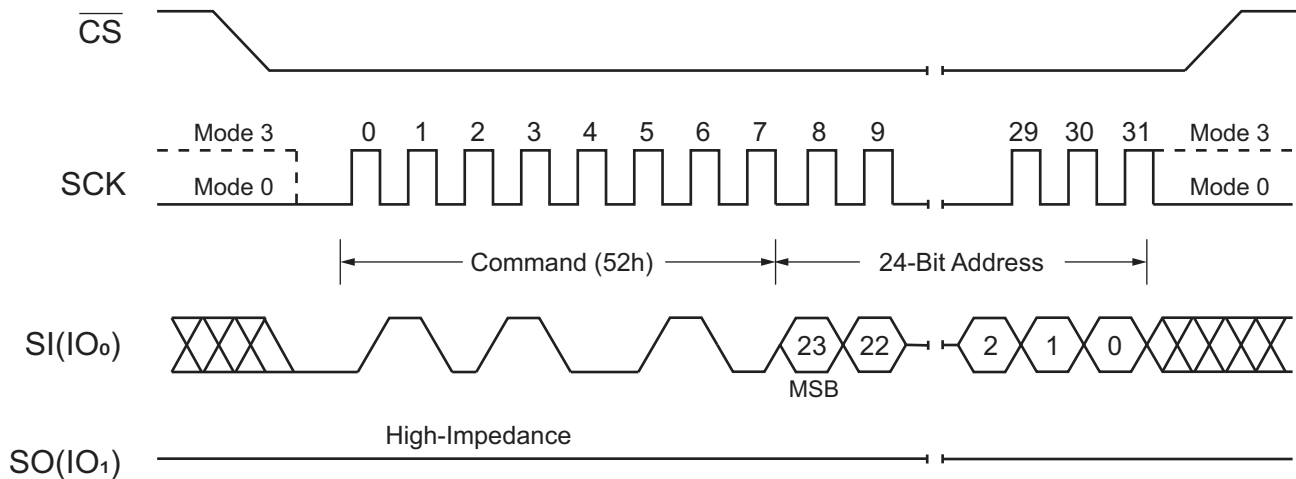 CS
0 1 2 3 4 5 6 7 8 9 29 30 31
Mode 3 Mode 3
SCK Mode 0 Mode 0
Command (52h) 24-Bit Address
SI(IO₀) 23 22 2 1 0
MSB
High-Impedance
SO(IO₁)